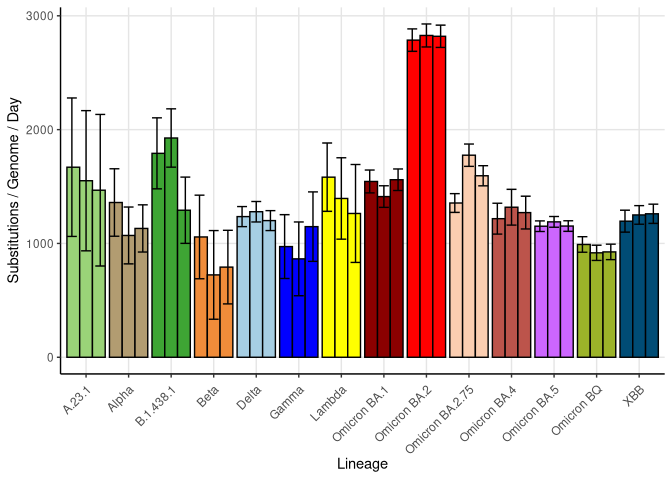 3000
2000
1000
0
Substitutions / Genome / Day
A.23.1
Alpha
B.1.438.1
Beta
Delta
Gamma
Lambda
Omicron BA.1
Omicron BA.2
Omicron BA.2.75
Omicron BA.4
Omicron BA.5
Omicron BQ
XBB
Lineage